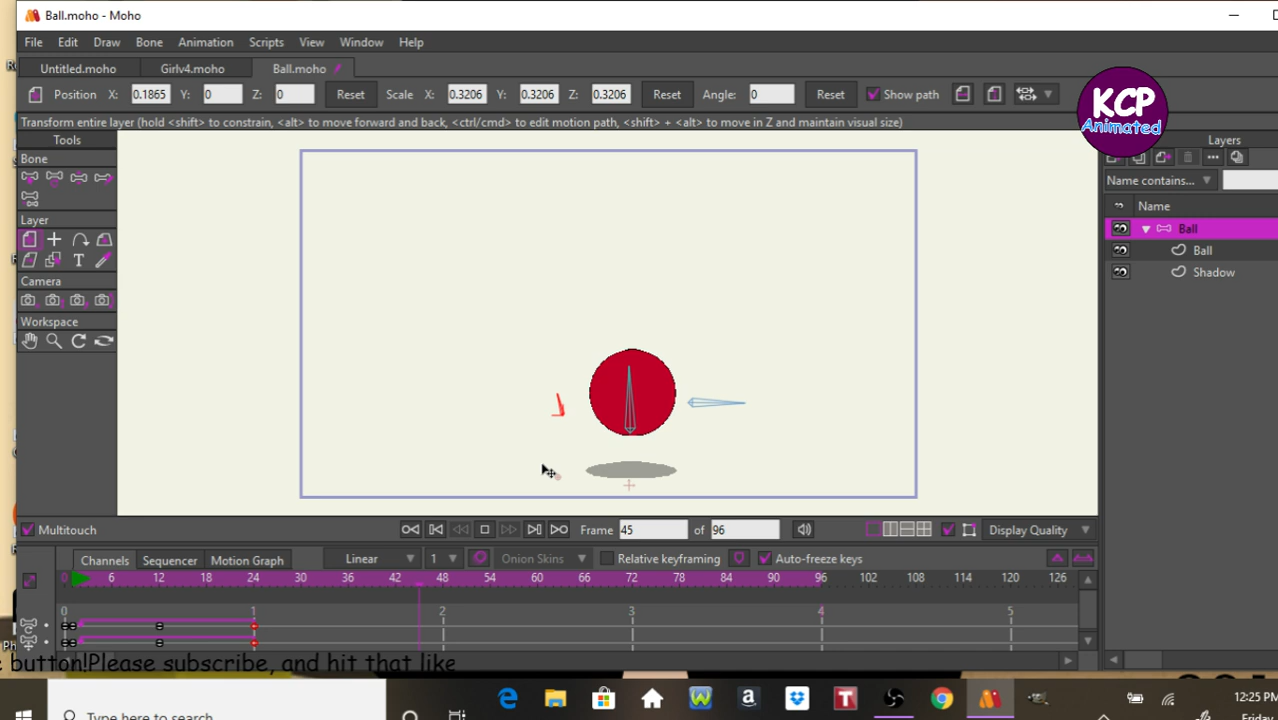 Ball.moho - Moho
File Edit Draw Bone Animation Scripts View Window Help
Untitled.moho Girlv4.moho Ball.moho
Position X: 0.1865 Y: 0 Z: 0 Reset Scale X: 0.3206 Y: 0.3206 Z: 0.3206 Reset Angle: 0 Reset Show path
KCP
Animated
Transform entire layer (hold <shift> to constrain, <alt> to move forward and back, <ctrl/cmd> to edit motion path, <shift> + <alt> to move in Z and maintain visual size)
Tools
Layers
Bone
Name contains...
Name
Layer
Ball
T
Ball
Camera
Shadow
Workspace
Multitouch Frame 45 of 96 Display Quality
Channels Sequencer Motion Graph Linear 1 Onion Skins Relative keyframing Auto-freeze keys
0 6 12 18 24 30 36 42 48 54 60 66 72 78 84 90 96 102 108 114 120 126
0 1 2 3 4 5
e button!Please subscribe, and hit that like
12:25 PM
Type here to search
Friday